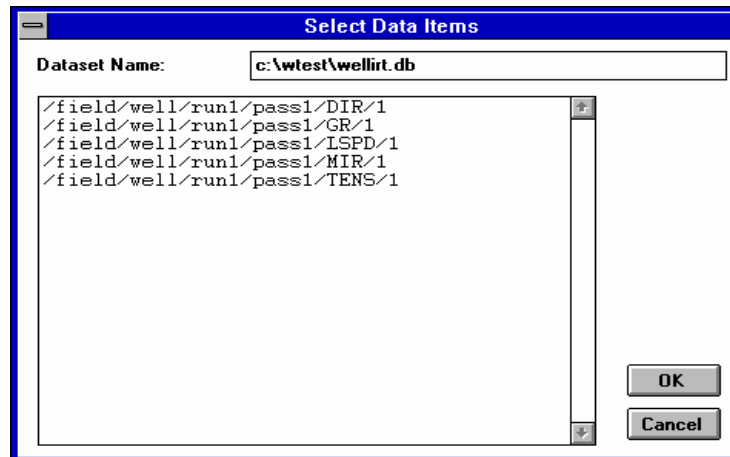 Select Data Items
Dataset Name: c:\wtest\wellirt.db
/field/well/run1/pass1/DIR/1
/field/well/run1/pass1/GR/1
/field/well/run1/pass1/LSPD/1
/field/well/run1/pass1/MIR/1
/field/well/run1/pass1/TENS/1
OK
Cancel